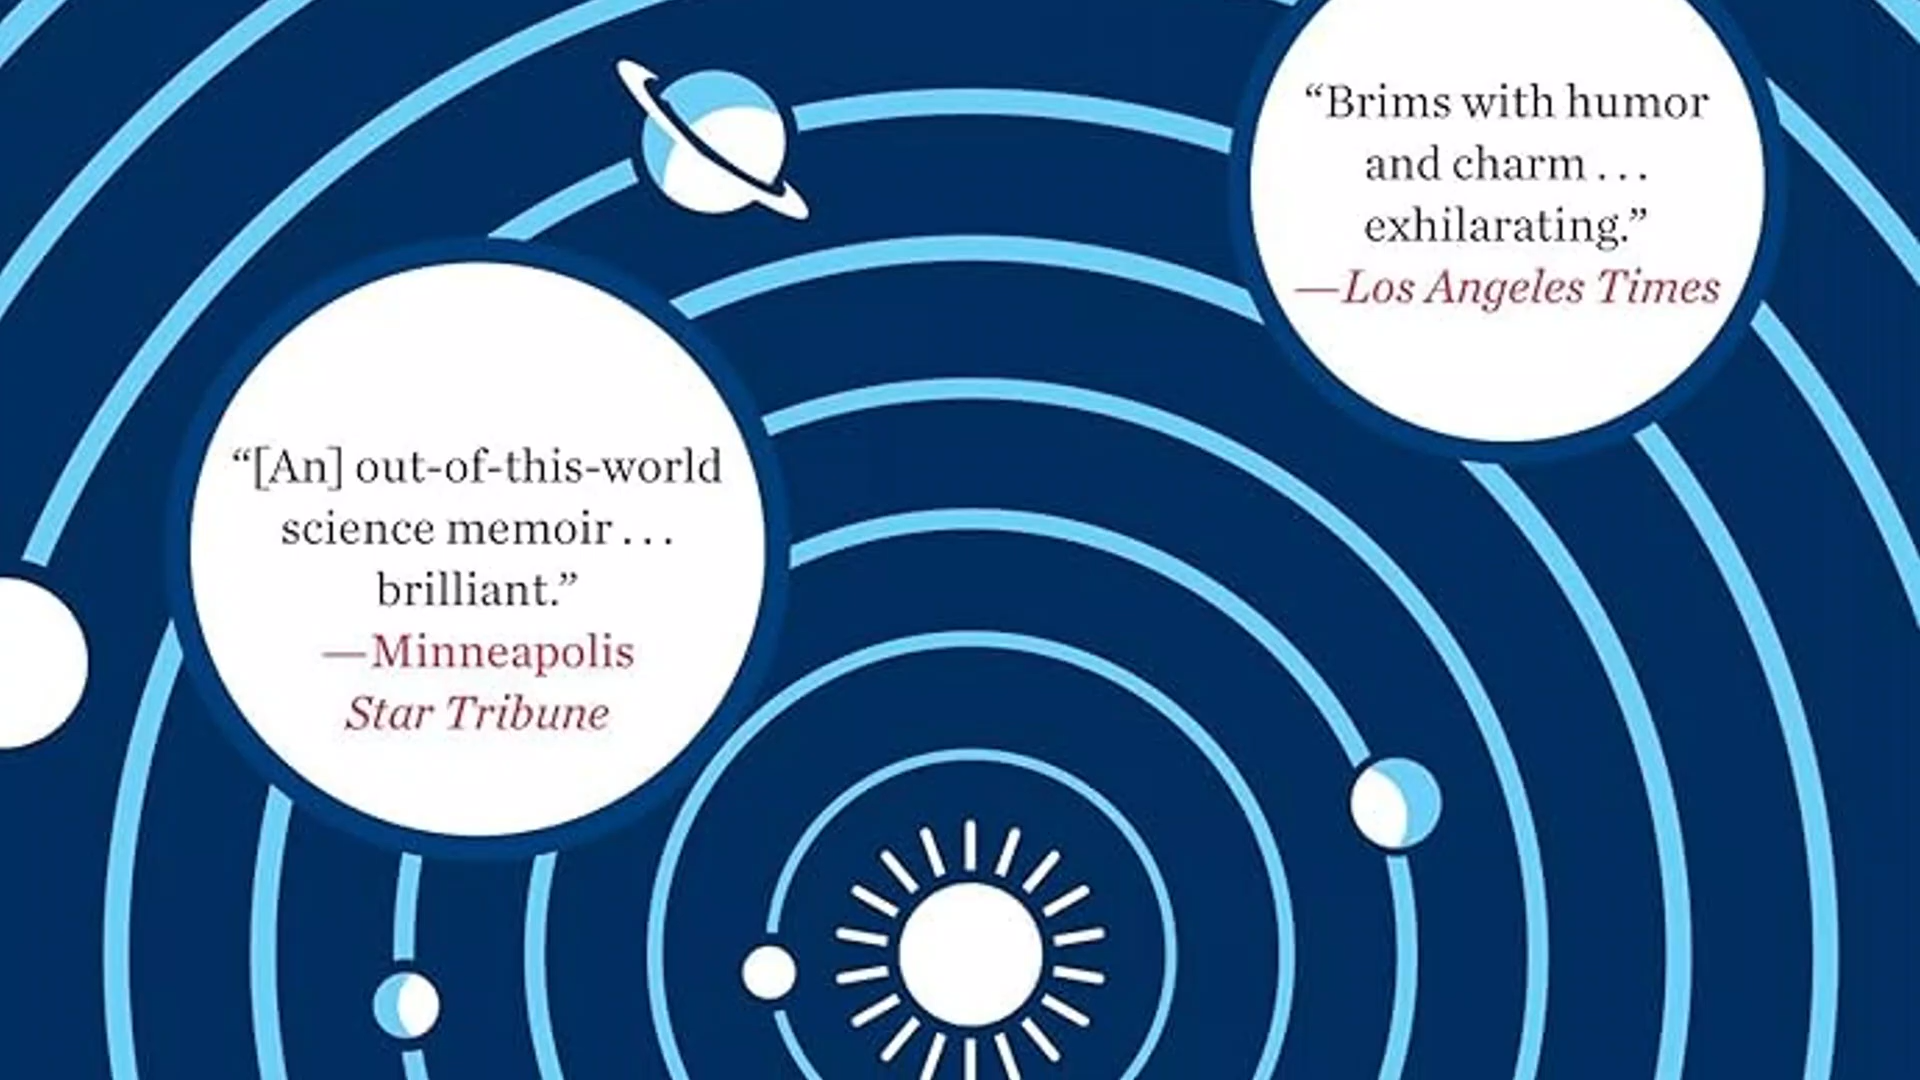 “Brims with humor
and charm . . .
exhilarating.”
—Los Angeles Times
“[An] out-of-this-world
science memoir . . .
brilliant.”
—Minneapolis
Star Tribune